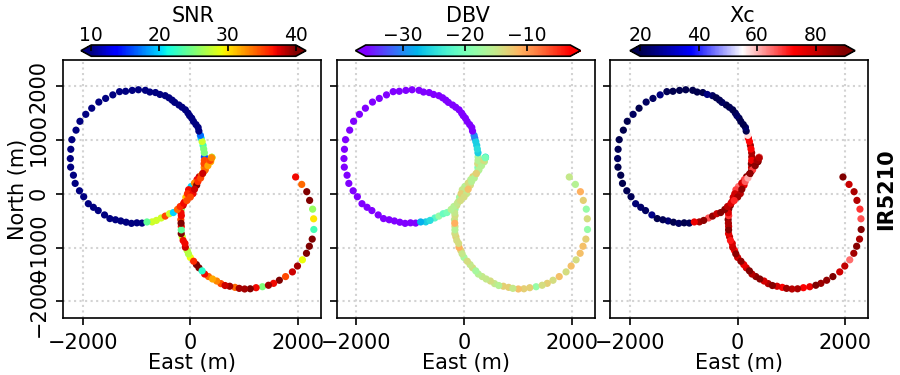 SNR DBV Xc
10 20 30 40 −30 −20 −10 20 40 60 80
North (m)
2000
1000
0
−1000
−2000
IR5210
−2000 0 2000 −2000 0 2000 −2000 0 2000
East (m) East (m) East (m)